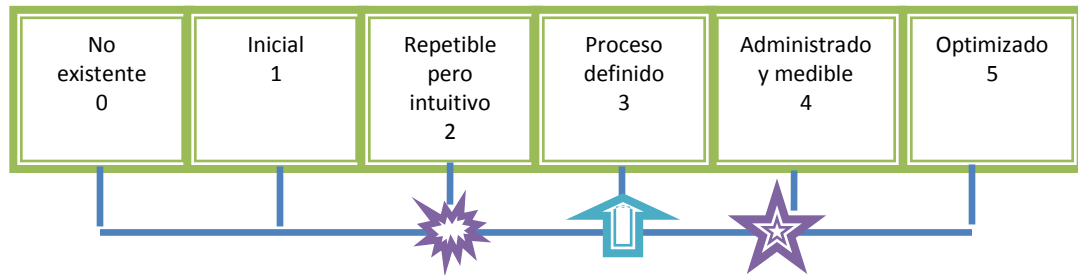 No
existente
0
Inicial
1
Repetible
pero
intuitivo
2
Proceso
definido
3
Administrado
y medible
4
Optimizado
5